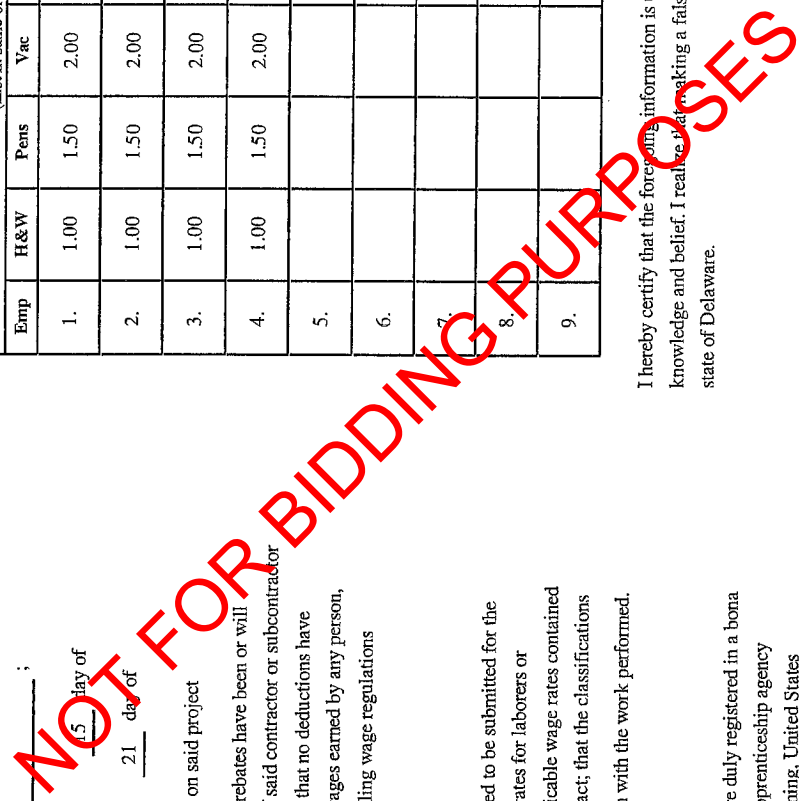 ;
15 day of
21 day of
on said project
rebates have been or will
said contractor or subcontractor
that no deductions have
ages earned by any person,
ling wage regulations
ed to be submitted for the
ates for laborers or
icable wage rates contained
act; that the classifications
with the work performed.
e duly registered in a bona
prenticeship agency
ning, United States
Emp H&W Pens Vac
1. 1.00 1.50 2.00
2. 1.00 1.50 2.00
3. 1.00 1.50 2.00
4. 1.00 1.50 2.00
5.
6.
7.
8.
9.
I hereby certify that the foregoing information is
knowledge and belief. I realize that making a fals
state of Delaware.
NOT FOR BIDDING PURPOSES